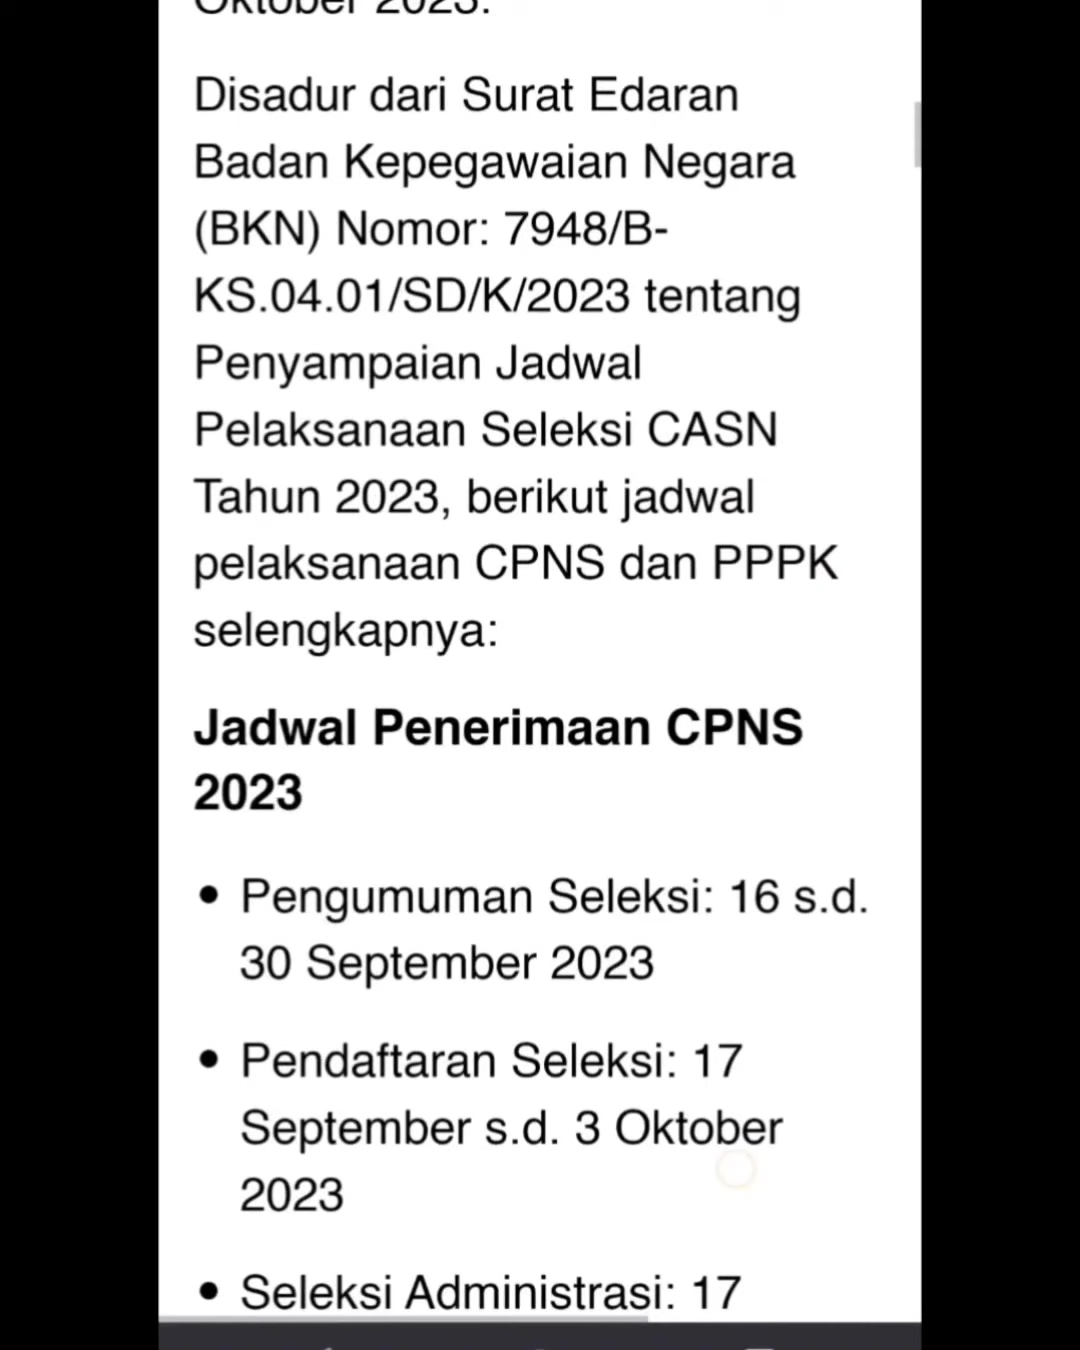 Oktober 2023.
Disadur dari Surat Edaran
Badan Kepegawaian Negara
(BKN) Nomor: 7948/B-
KS.04.01/SD/K/2023 tentang
Penyampaian Jadwal
Pelaksanaan Seleksi CASN
Tahun 2023, berikut jadwal
pelaksanaan CPNS dan PPPK
selengkapnya:
Jadwal Penerimaan CPNS
2023
• Pengumuman Seleksi: 16 s.d.
30 September 2023
• Pendaftaran Seleksi: 17
September s.d. 3 Oktober
2023
• Seleksi Administrasi: 17